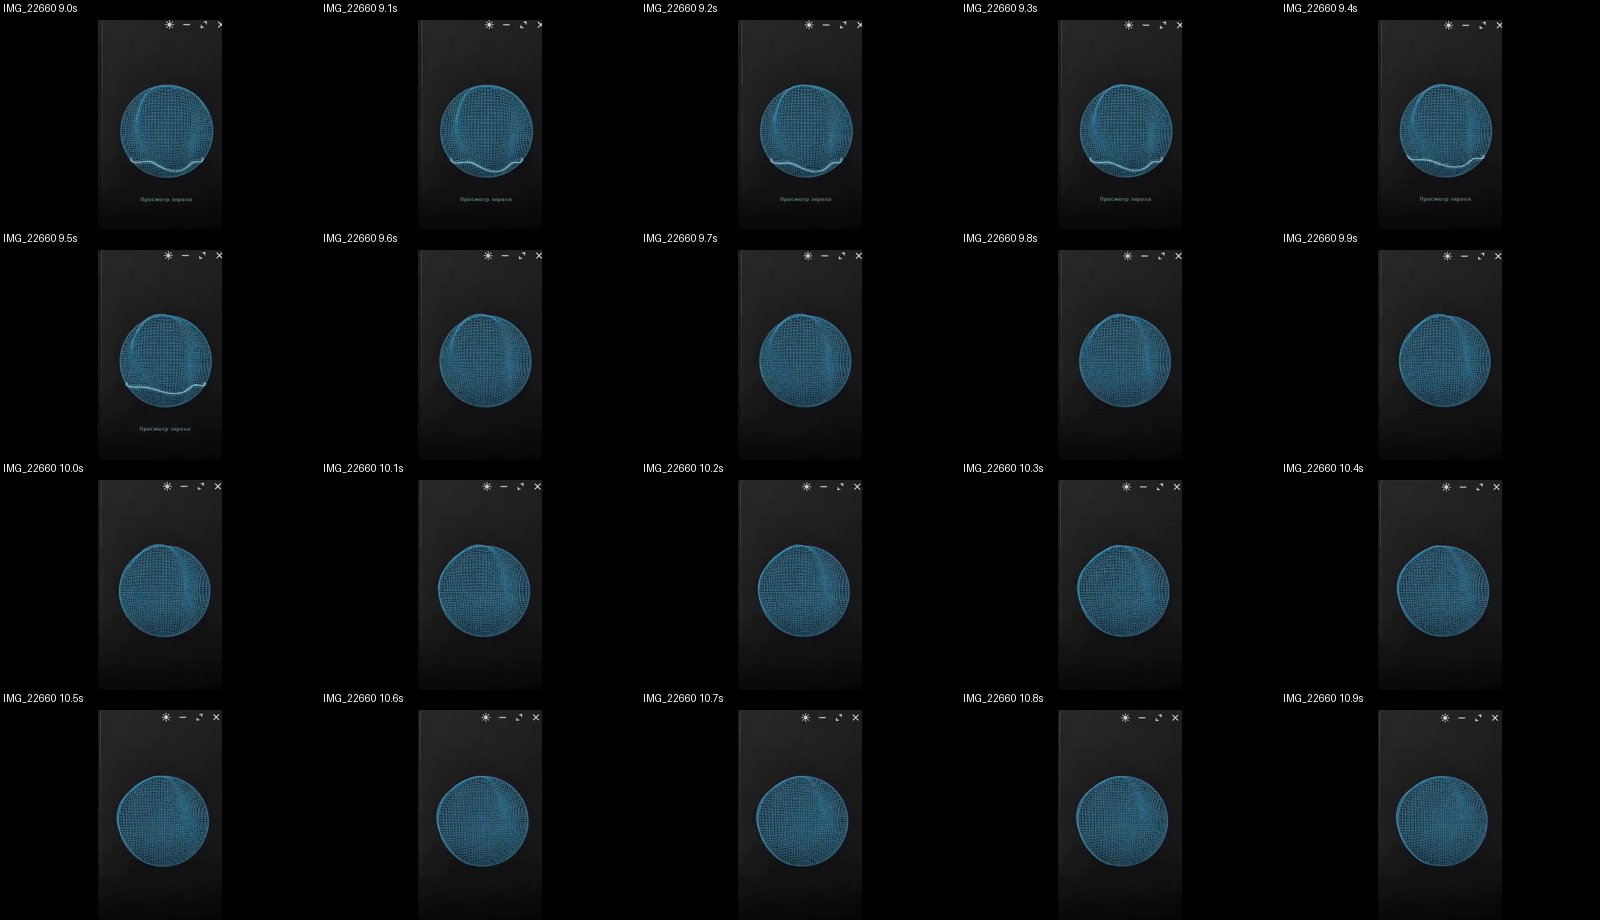 IMG_22660 9.0s
IMG_22660 9.1s
IMG_22660 9.2s
IMG_22660 9.3s
IMG_22660 9.4s
Просмотр экрана
Просмотр экрана
Просмотр экрана
Просмотр экрана
Просмотр экрана
IMG_22660 9.5s
IMG_22660 9.6s
IMG_22660 9.7s
IMG_22660 9.8s
IMG_22660 9.9s
Просмотр экрана
IMG_22660 10.0s
IMG_22660 10.1s
IMG_22660 10.2s
IMG_22660 10.3s
IMG_22660 10.4s
IMG_22660 10.5s
IMG_22660 10.6s
IMG_22660 10.7s
IMG_22660 10.8s
IMG_22660 10.9s